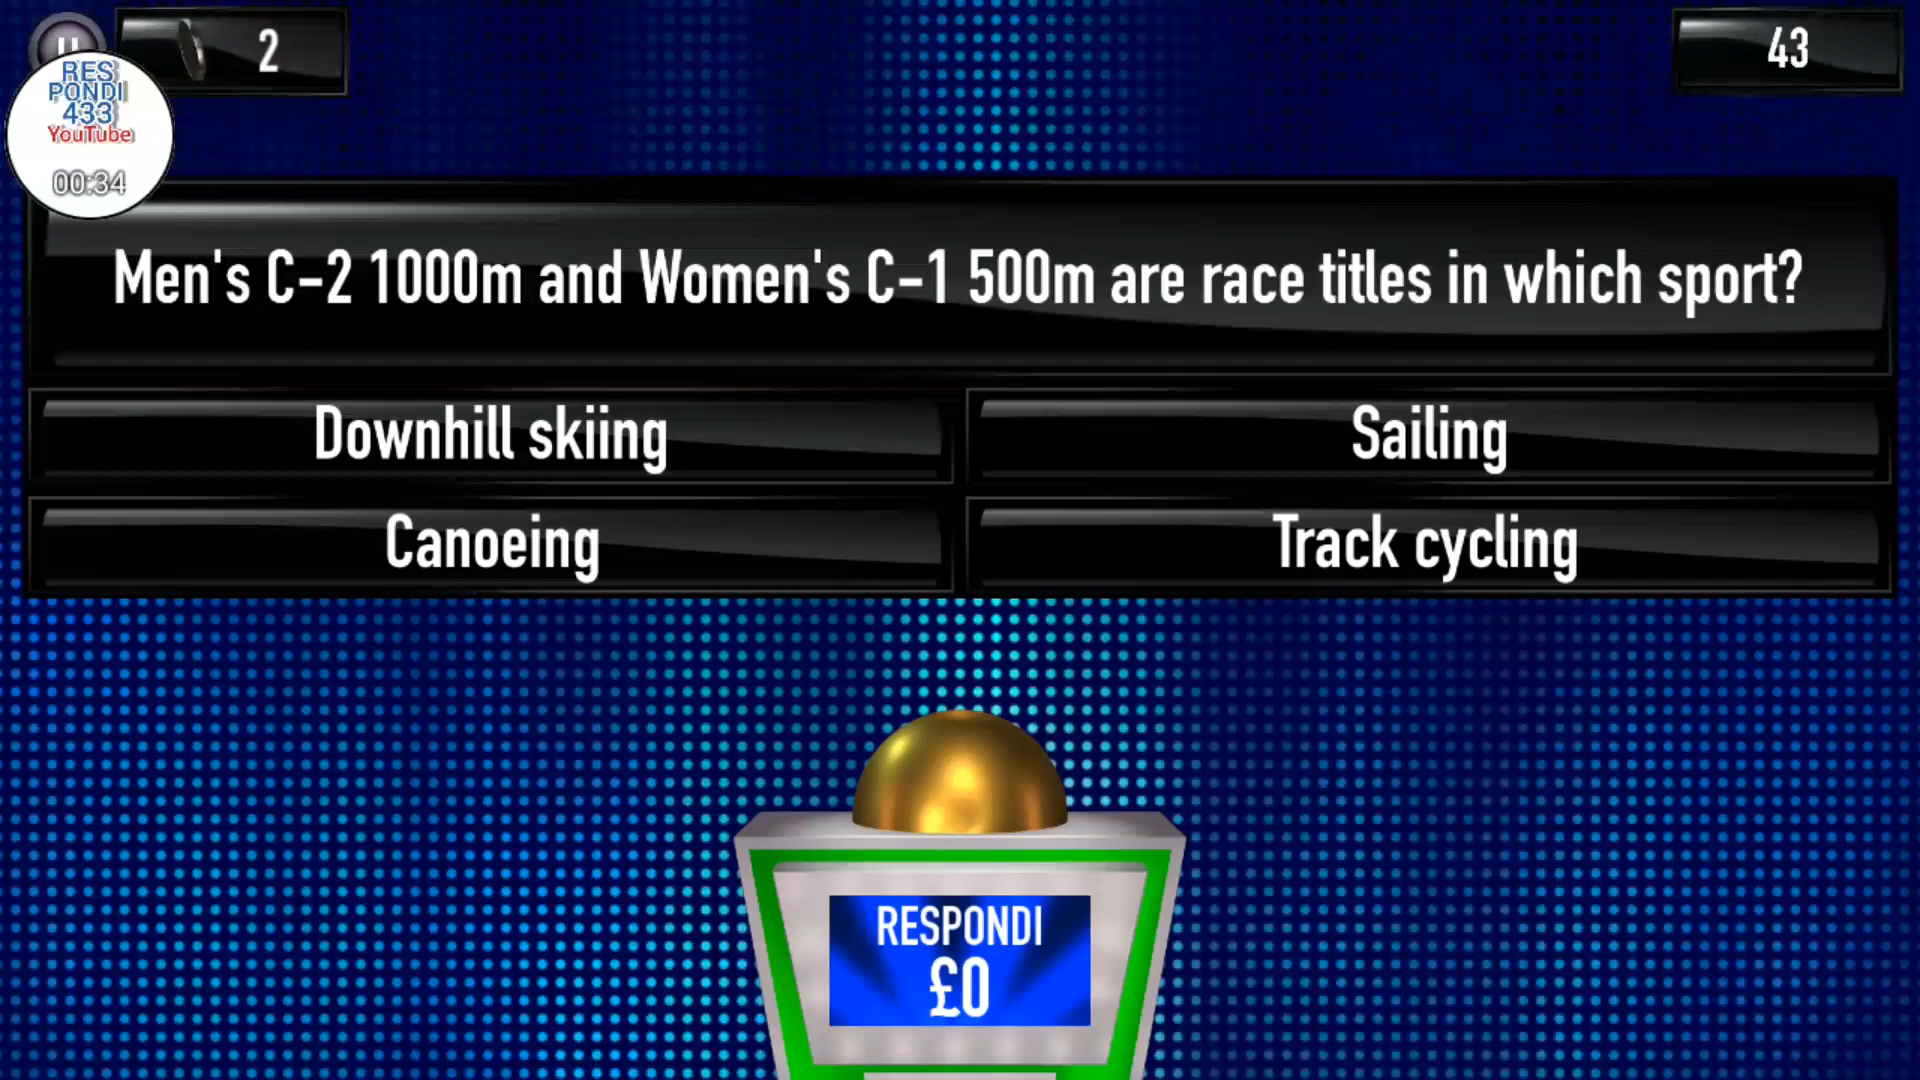 2
43
RES
PONDI
433
YouTube
00:34
Men's C-2 1000m and Women's C-1 500m are race titles in which sport?
Downhill skiing
Sailing
Canoeing
Track cycling
RESPONDI
£0